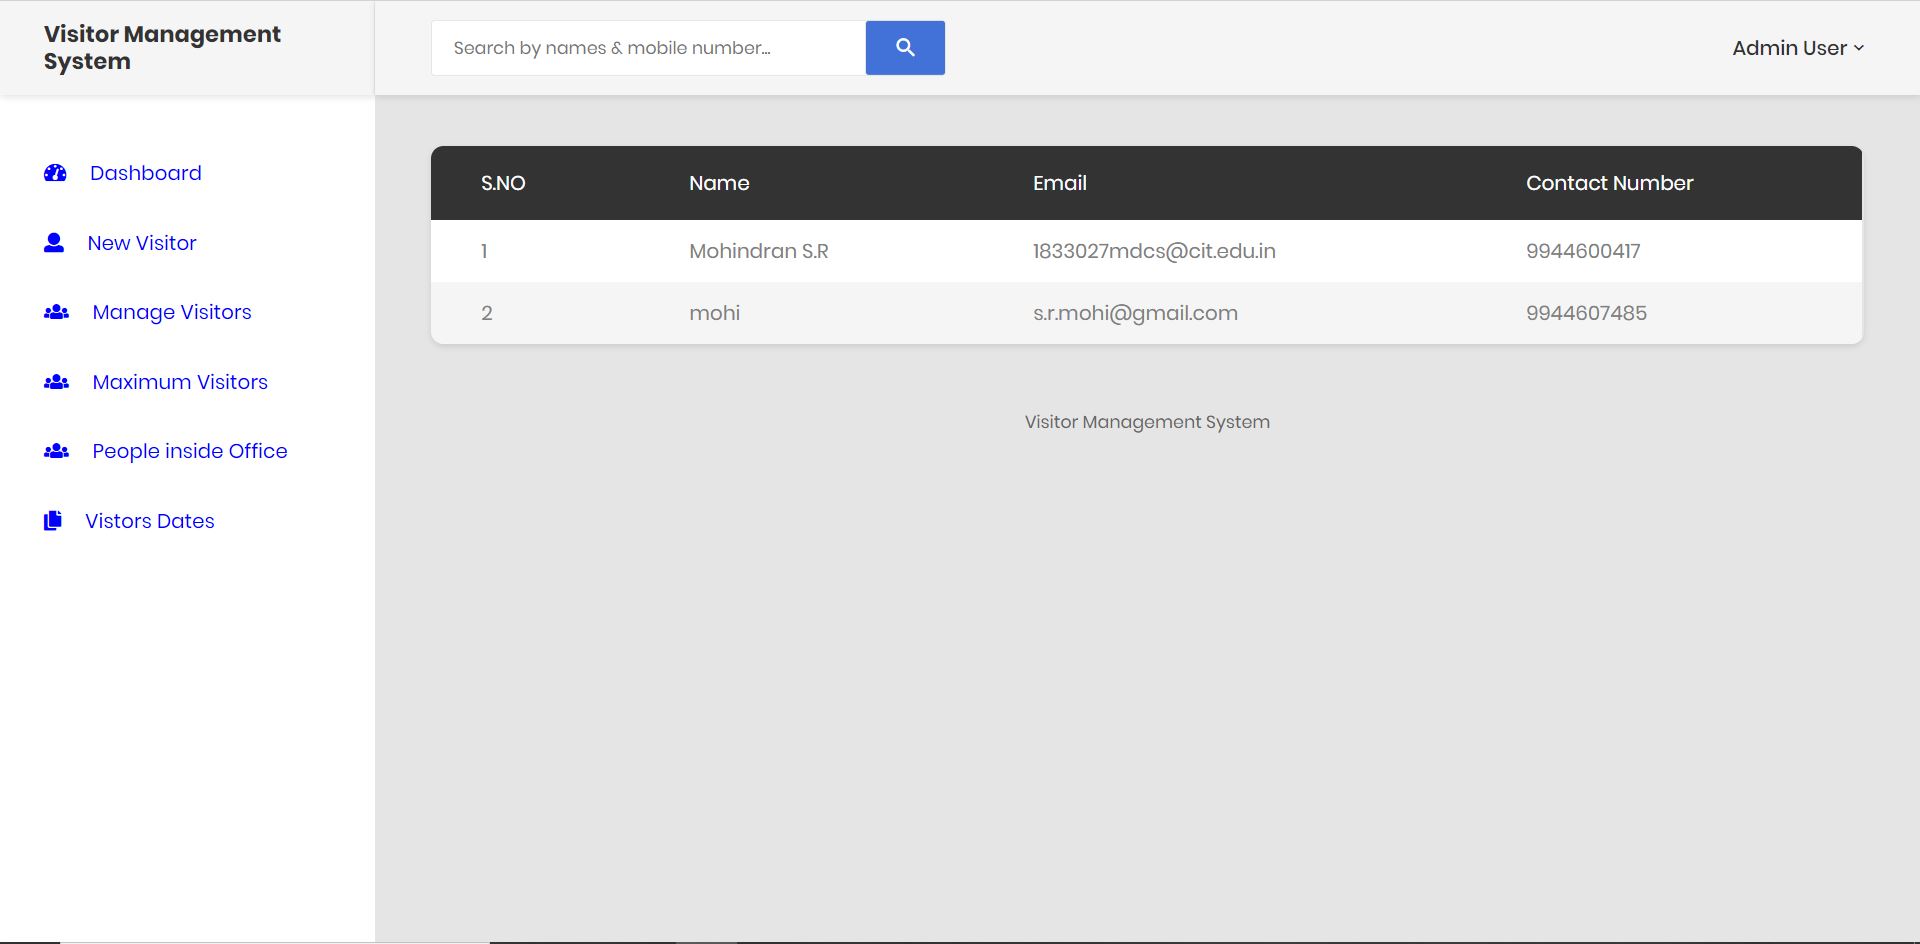 Visitor Management
System
Search by names & mobile number...
Admin User
Dashboard
New Visitor
Manage Visitors
Maximum Visitors
People inside Office
Vistors Dates
S.NO Name Email Contact Number
1 Mohindran S.R 1833027mdcs@cit.edu.in 9944600417
2 mohi s.r.mohi@gmail.com 9944607485
Visitor Management System